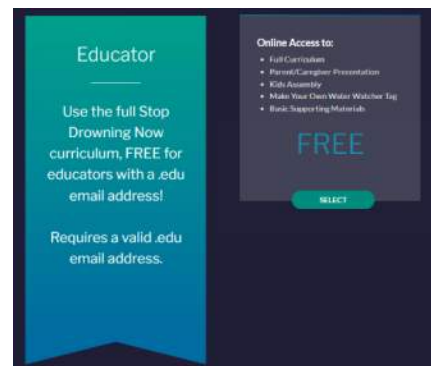 Educator
Use the full Stop
Drowning Now
curriculum, FREE for
educators with a .edu
email address!
Requires a valid .edu
email address.
Online Access to:
Full Curriculum
Parent/Caregiver Presentation
Kids Assembly
Make Your Own Water Watcher Tag
Basic Supporting Materials
FREE
SELECT